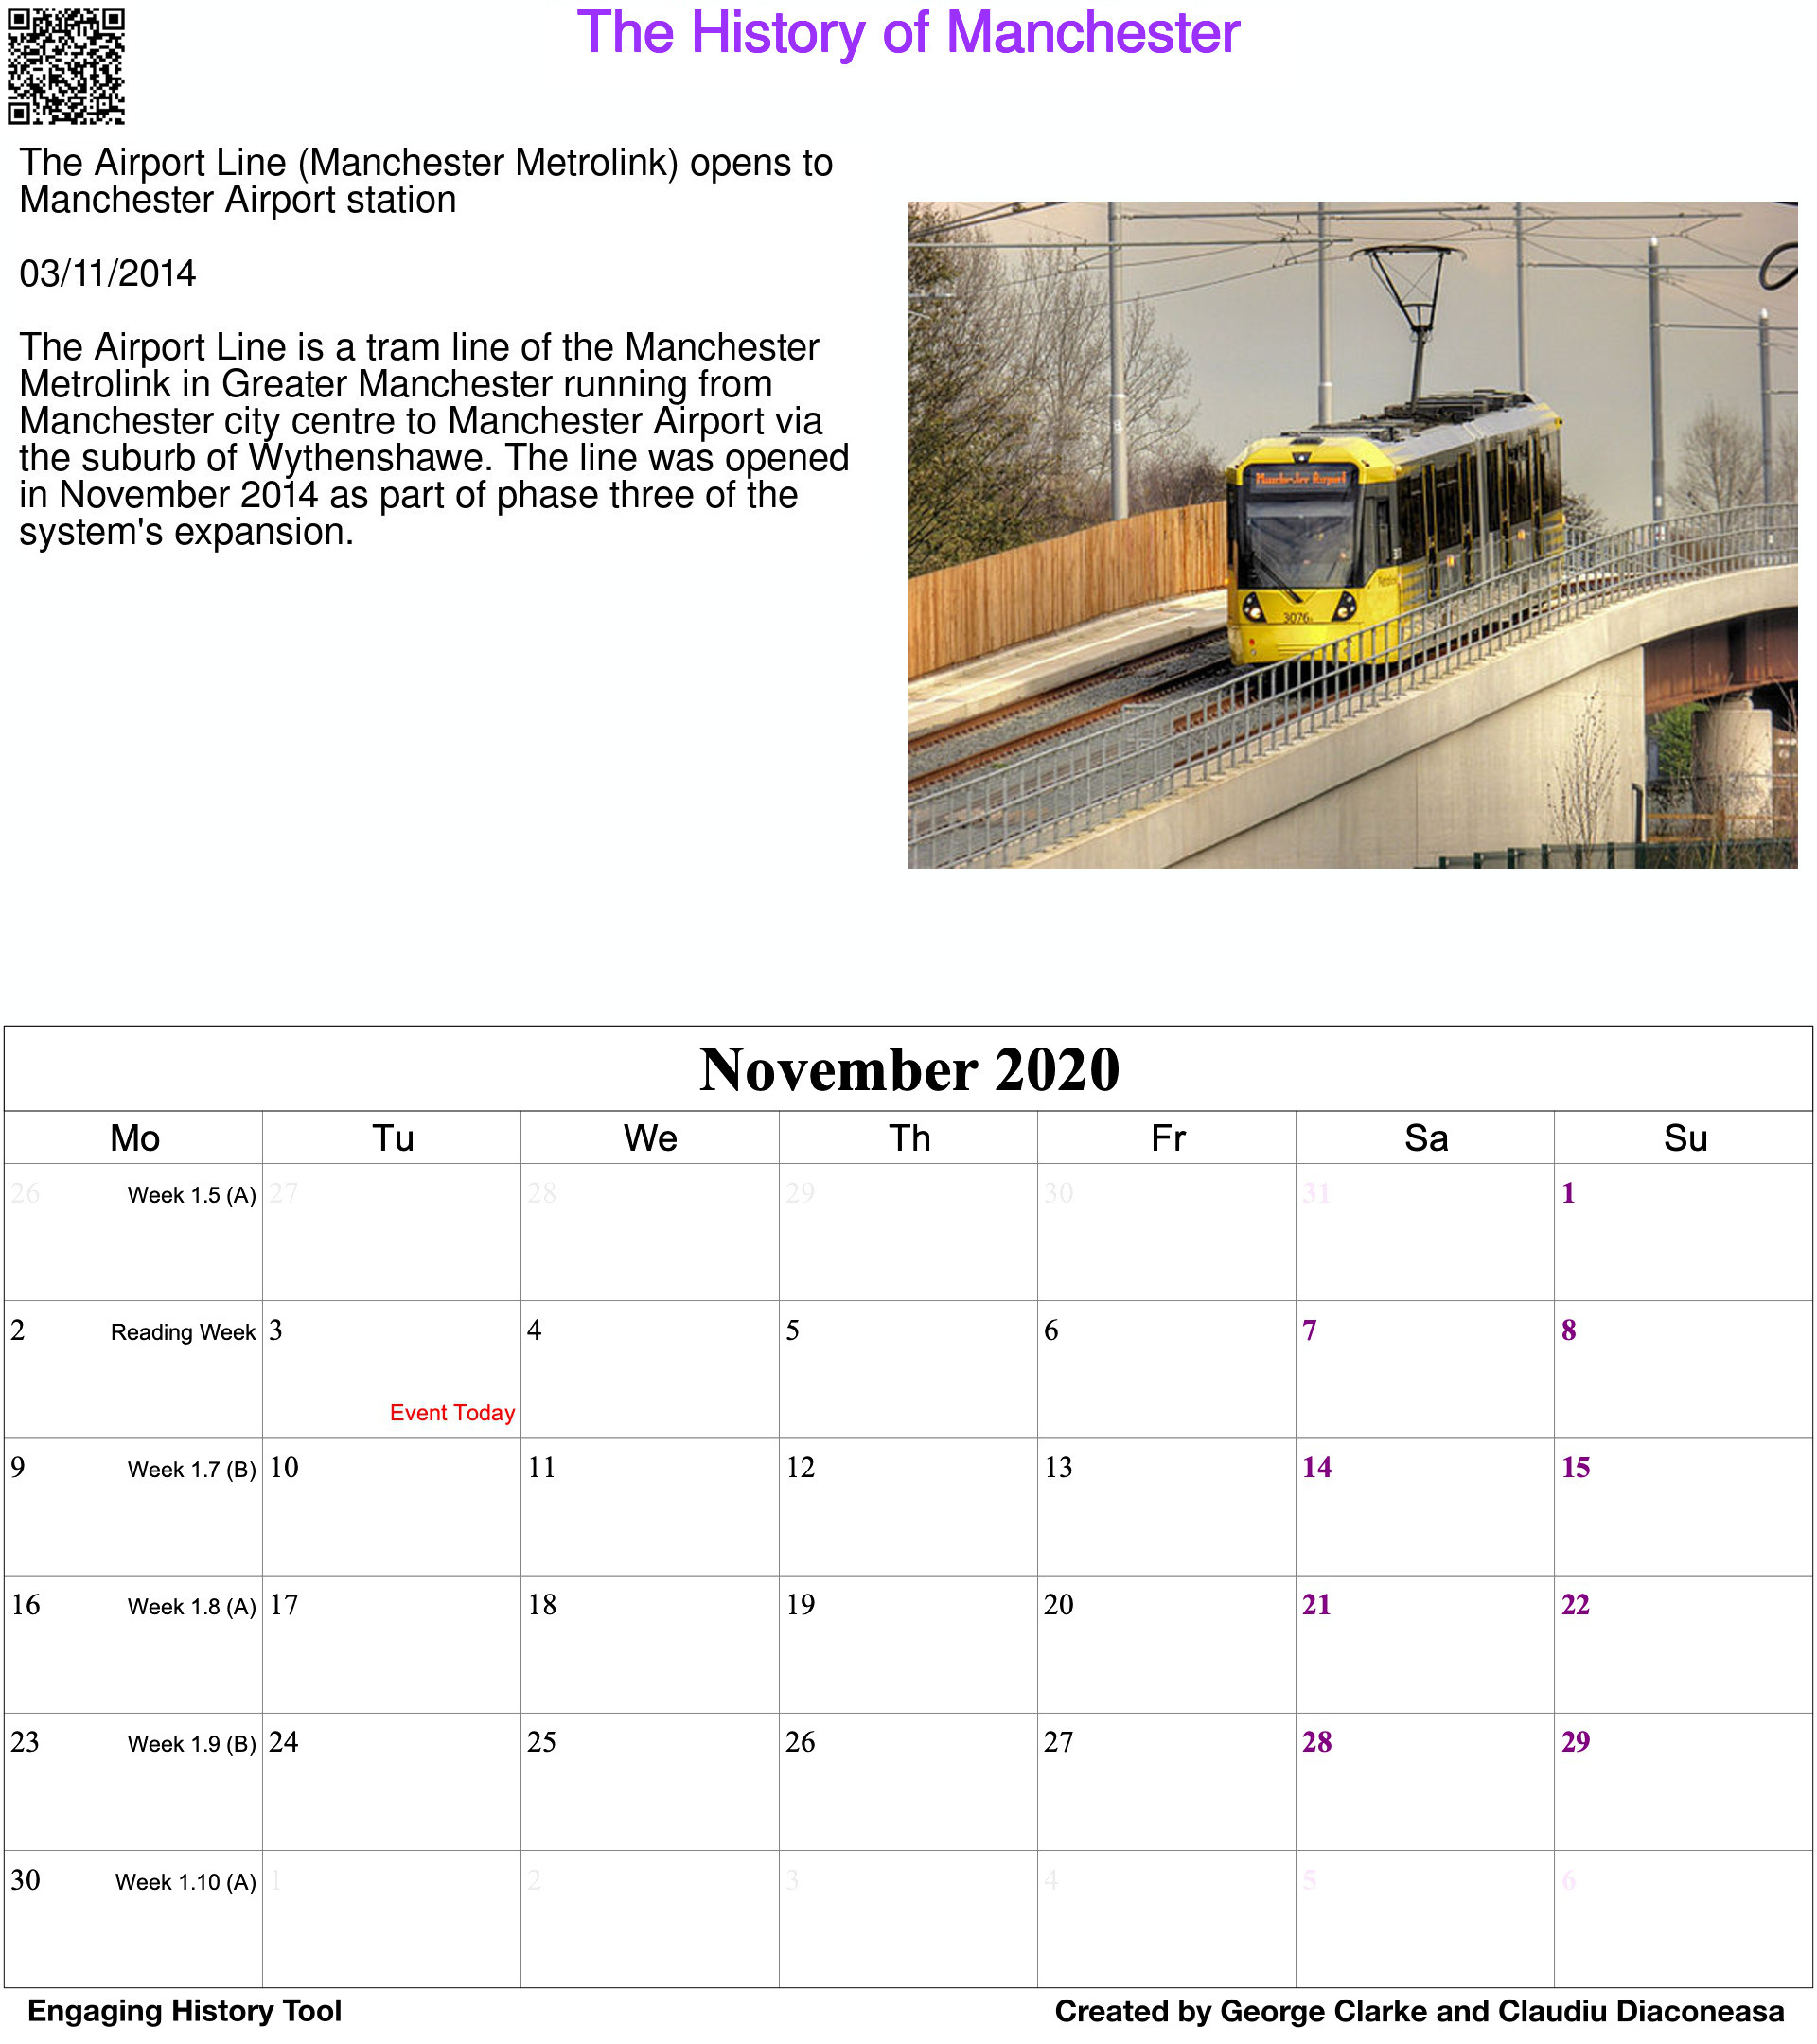 The History of Manchester
The Airport Line (Manchester Metrolink) opens to
Manchester Airport station
03/11/2014
The Airport Line is a tram line of the Manchester
Metrolink in Greater Manchester running from
Manchester city centre to Manchester Airport via
the suburb of Wythenshawe. The line was opened
in November 2014 as part of phase three of the
system's expansion.
Manchester Airport
3076
November 2020
Mo Tu We Th Fr Sa Su
26 Week 1.5 (A) 27 28 29 30 31 1
2 Reading Week 3 4 5 6 7 8
Event Today
9 Week 1.7 (B) 10 11 12 13 14 15
16 Week 1.8 (A) 17 18 19 20 21 22
23 Week 1.9 (B) 24 25 26 27 28 29
30 Week 1.10 (A) 1 2 3 4 5 6
Engaging History Tool Created by George Clarke and Claudiu Diaconeasa